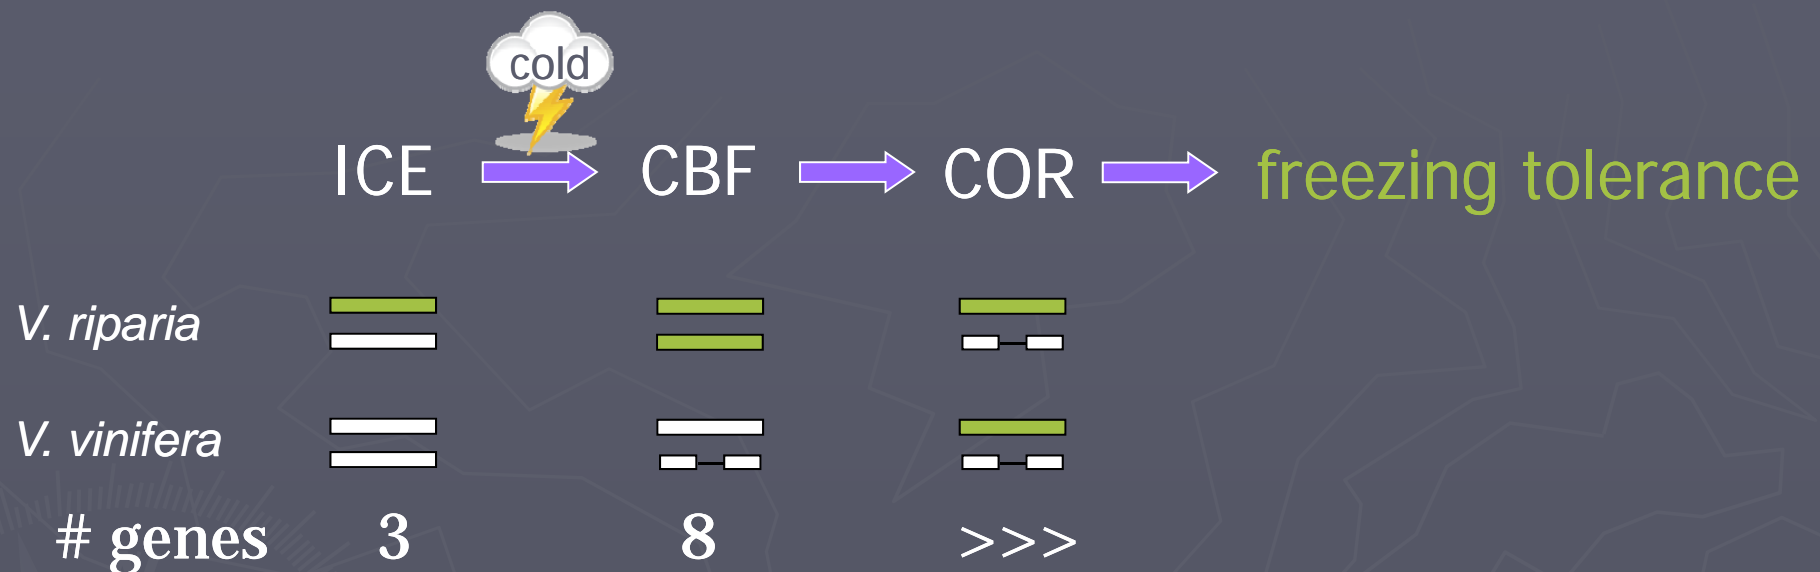 cold
ICE CBF COR freezing tolerance
V. riparia
V. vinifera
# genes 3 8 >>>